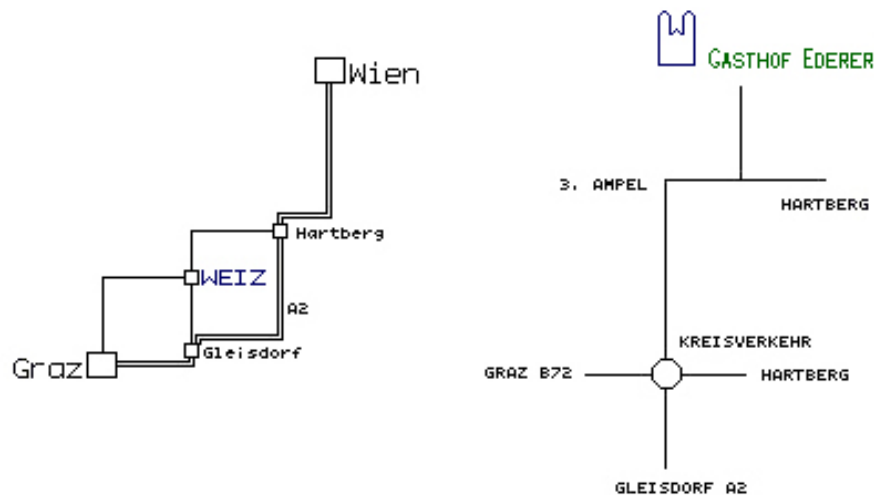 Wien
Hartberg
WEIZ
A2
Gleisdorf
Graz
W
GASTHOF EDERER
3. AMPEL
HARTBERG
KREISVERKEHR
GRAZ B72
HARTBERG
GLEISDORF A2